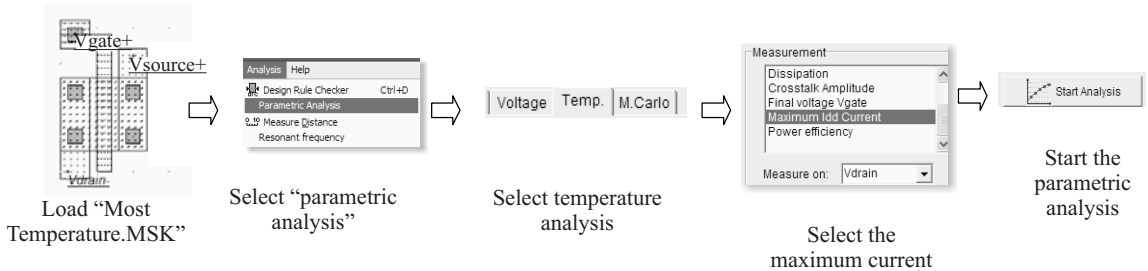 Vgate+
Vsource+
Vdrain-
Load “Most
Temperature.MSK”
Analysis Help
DRC Design Rule Checker Ctrl+D
Parametric Analysis
Measure Distance
Resonant frequency
Select “parametric
analysis”
Voltage Temp. M.Carlo
Select temperature
analysis
Measurement
Dissipation
Crosstalk Amplitude
Final voltage Vgate
Maximum Idd Current
Power efficiency
Measure on: Vdrain
Select the
maximum current
Start Analysis
Start the
parametric
analysis